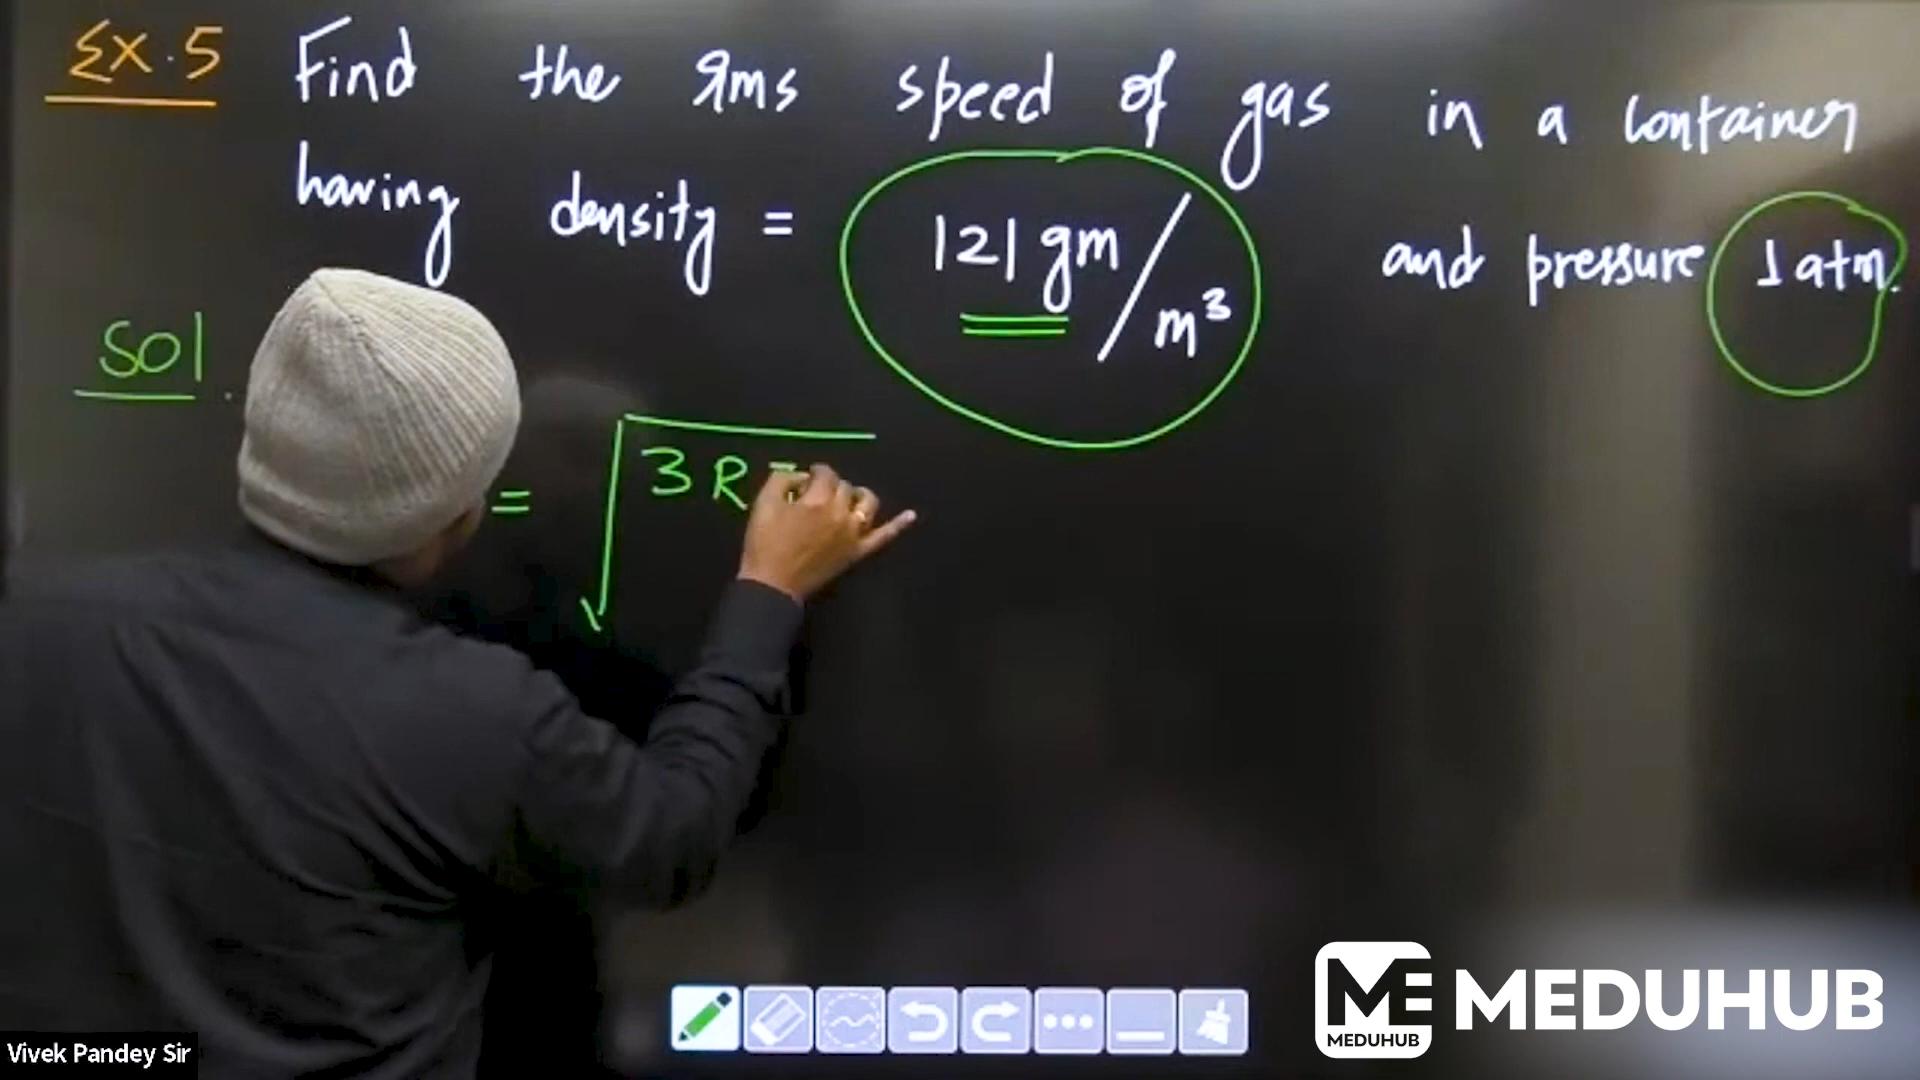 Ex.5 Find the rms speed of gas in a container
having density = 121 gm/m³ and pressure 1 atm.
Sol.
= √3R
ME MEDUHUB
MEDUHUB
Vivek Pandey Sir